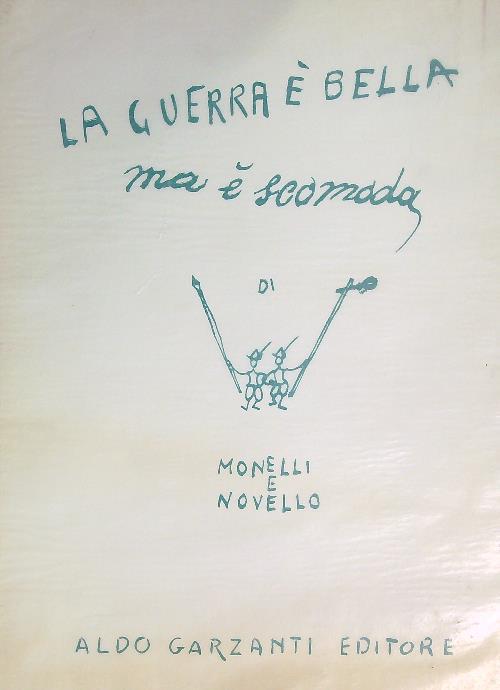 LA GUERRA È BELLA
ma è scomoda
DI
MONELLI
E
NOVELLO
ALDO GARZANTI EDITORE